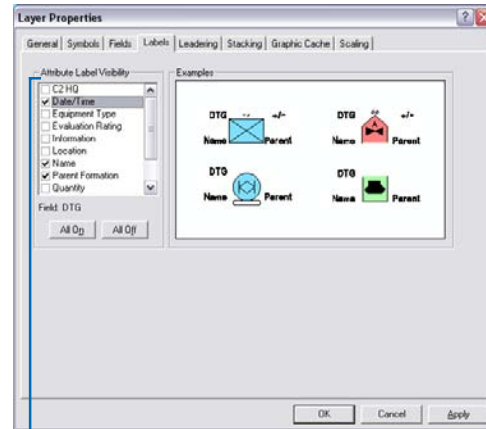 Layer Properties
General Symbols Fields Labels Leadering Stacking Graphic Cache Scaling
Attribute Label Visibility
C2 HQ
Date/Time
Equipment Type
Evaluation Rating
Information
Location
Name
Parent Formation
Quantity
Field: DTG
All On All Off
Examples
DTG +/-
Name Parent
DTG +/-
Name Parent
DTG
Name Parent
DTG
Name Parent
OK Cancel Apply